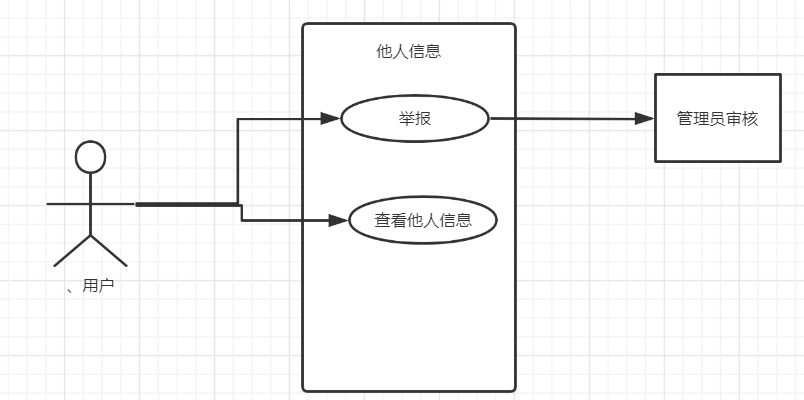 他人信息
举报
管理员审核
查看他人信息
、用户